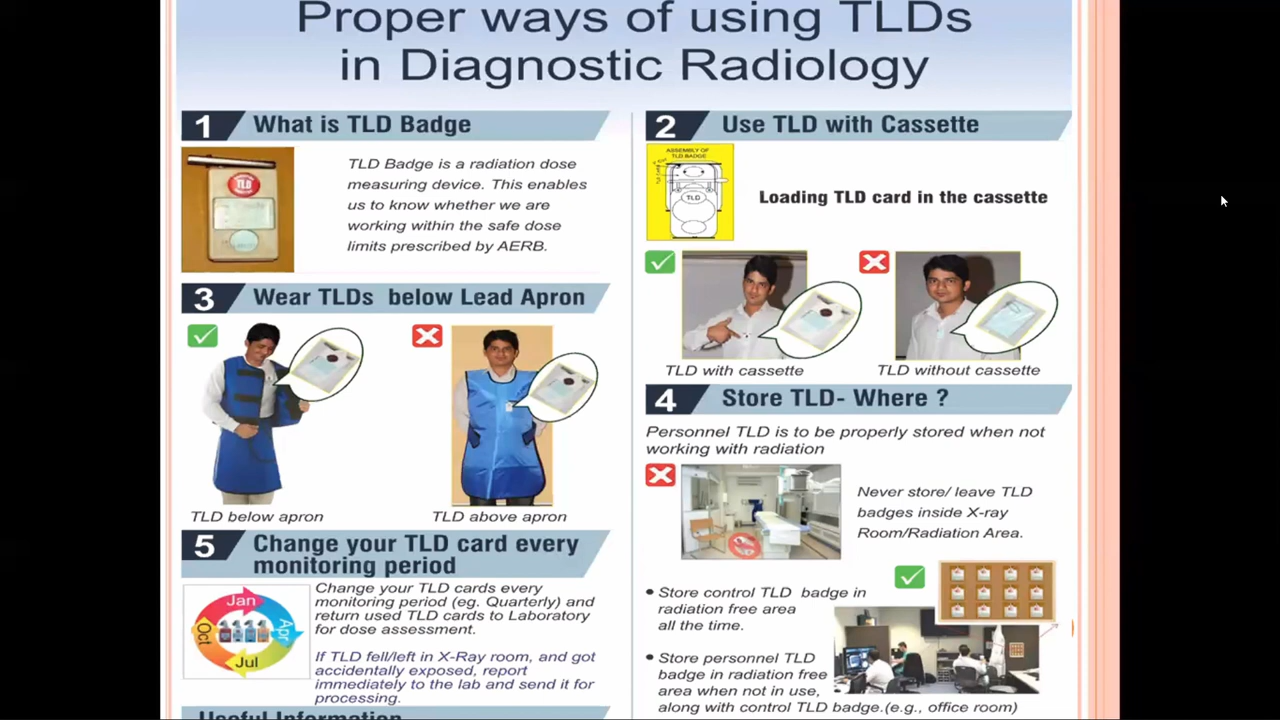 Proper ways of using TLDs
in Diagnostic Radiology
1 What is TLD Badge
TLD
TLD Badge is a radiation dose
measuring device. This enables
us to know whether we are
working within the safe dose
limits prescribed by AERB.
2 Use TLD with Cassette
ASSEMBLY OF
TLD BADGE
TLD
Loading TLD card in the cassette
TLD with cassette
TLD without cassette
3 Wear TLDs below Lead Apron
TLD below apron
TLD above apron
4 Store TLD- Where ?
Personnel TLD is to be properly stored when not
working with radiation
Never store/ leave TLD
badges inside X-ray
Room/Radiation Area.
• Store control TLD badge in
radiation free area
all the time.
• Store personnel TLD
badge in radiation free
area when not in use,
along with control TLD badge.(e.g., office room)
5 Change your TLD card every
monitoring period
Jan
Apr
Jul
Oct
Change your TLD cards every
monitoring period (eg. Quarterly) and
return used TLD cards to Laboratory
for dose assessment.
If TLD fell/left in X-Ray room, and got
accidentally exposed, report
immediately to the lab and send it for
processing.
Useful Information